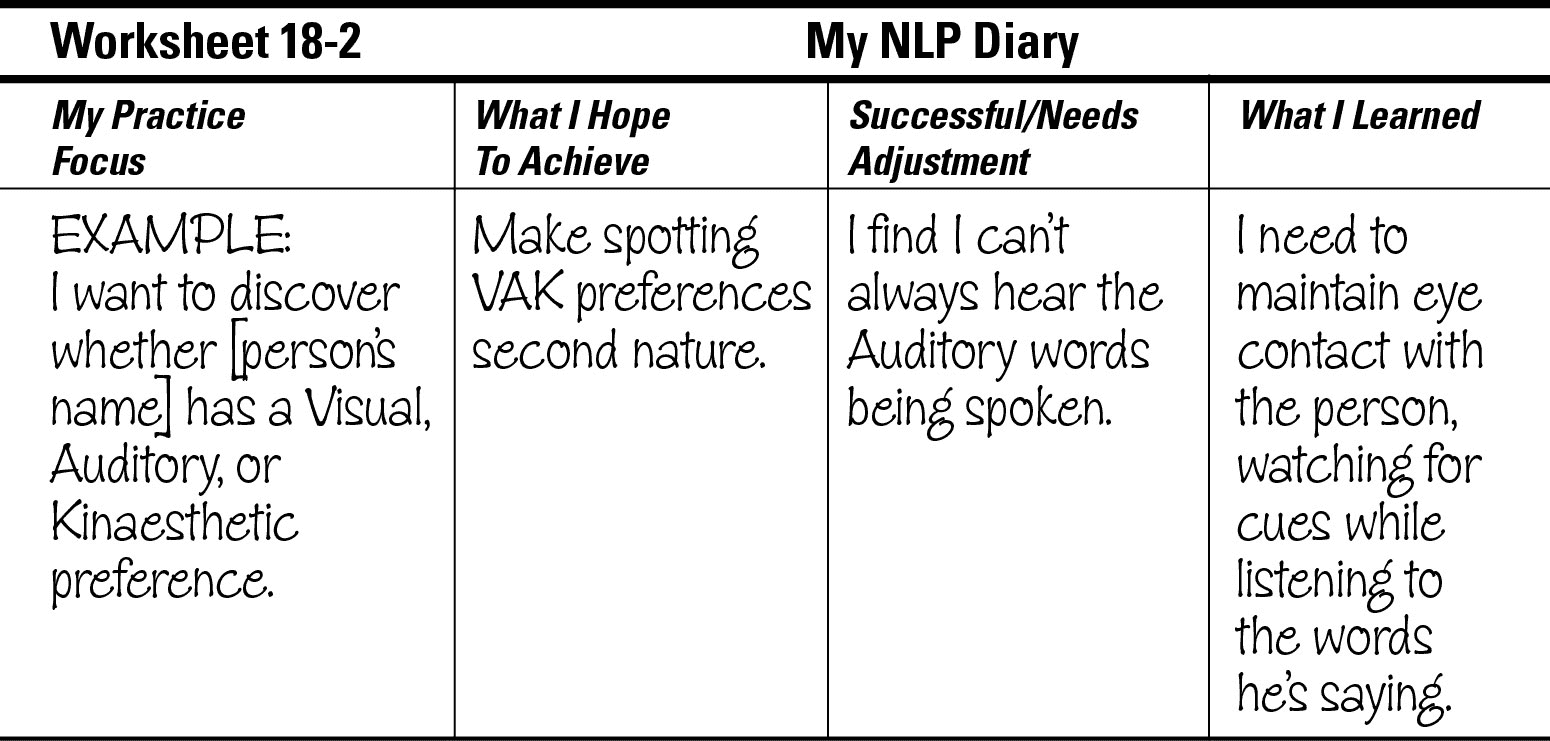 Worksheet 18-2
My NLP Diary
My Practice
Focus
What I Hope
To Achieve
Successful/Needs
Adjustment
What I Learned
EXAMPLE:
I want to discover
whether [person's
name] has a Visual,
Auditory, or
Kinaesthetic
preference.
Make spotting
VAK preferences
second nature.
I find I can't
always hear the
Auditory words
being spoken.
I need to
maintain eye
contact with
the person,
watching for
cues while
listening to
the words
he's saying.